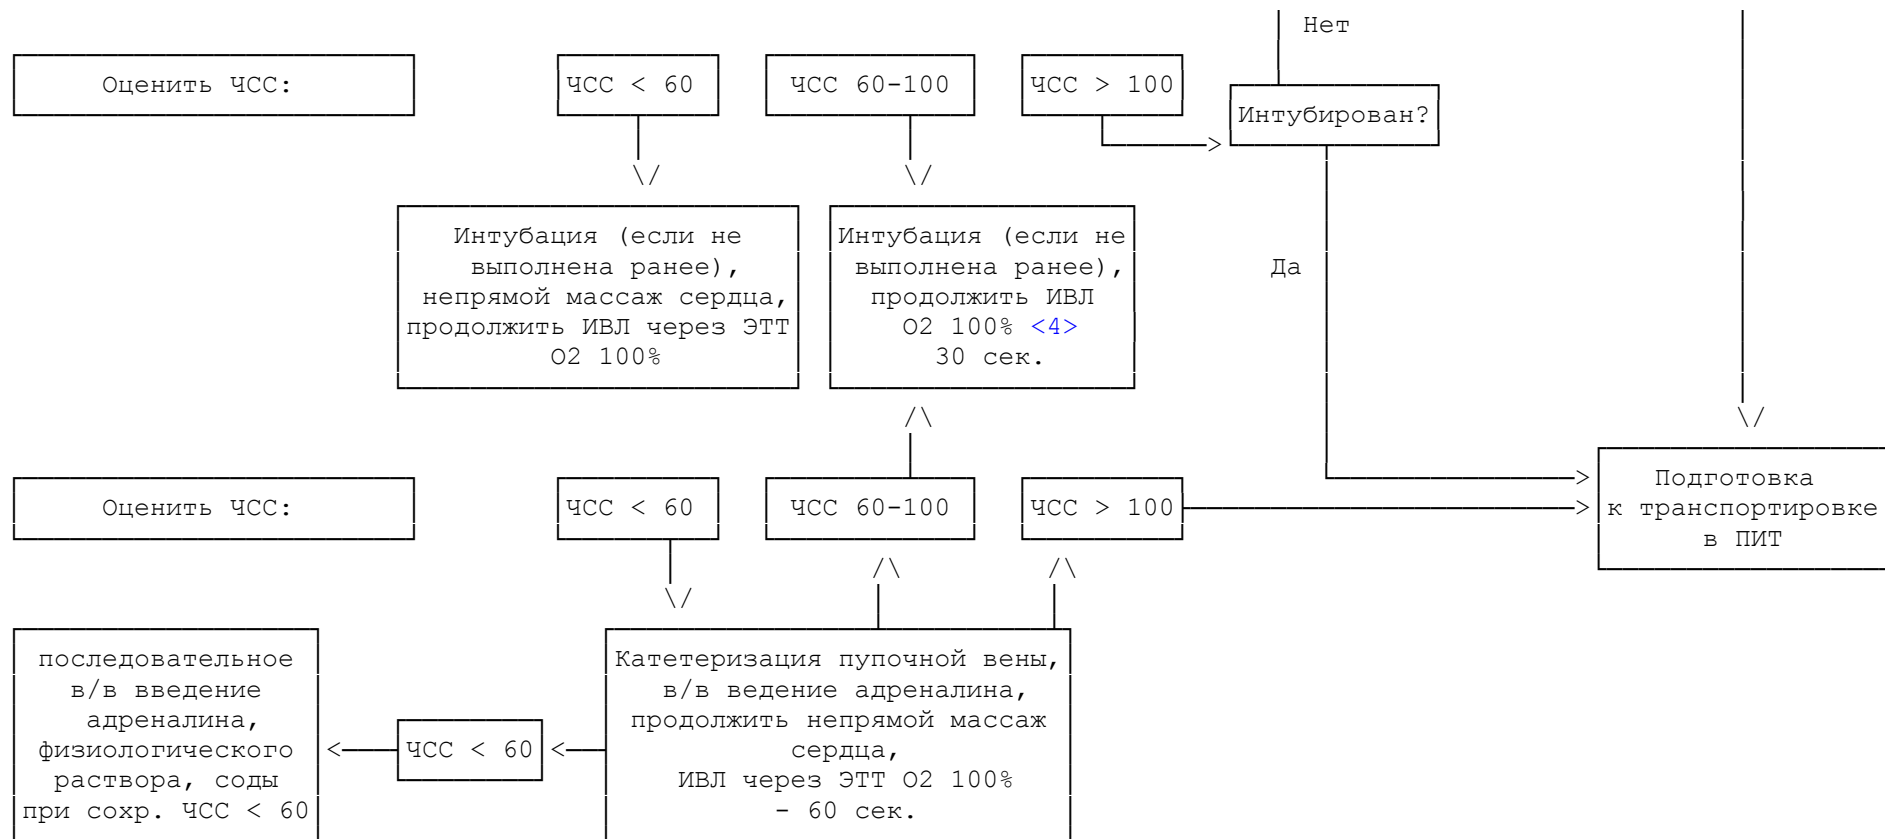 Нет
Оценить ЧСС:
ЧСС < 60
ЧСС 60-100
ЧСС > 100
Интубирован?
Интубация (если не
выполнена ранее),
непрямой массаж сердца,
продолжить ИВЛ через ЭТТ
O2 100%
Интубация (если не
выполнена ранее),
продолжить ИВЛ
O2 100% <4>
30 сек.
Да
Оценить ЧСС:
ЧСС < 60
ЧСС 60-100
ЧСС > 100
Подготовка
к транспортировке
в ПИТ
последовательное
в/в введение
адреналина,
физиологического
раствора, соды
при сохр. ЧСС < 60
ЧСС < 60
Катетеризация пупочной вены,
в/в ведение адреналина,
продолжить непрямой массаж
сердца,
ИВЛ через ЭТТ O2 100%
- 60 сек.